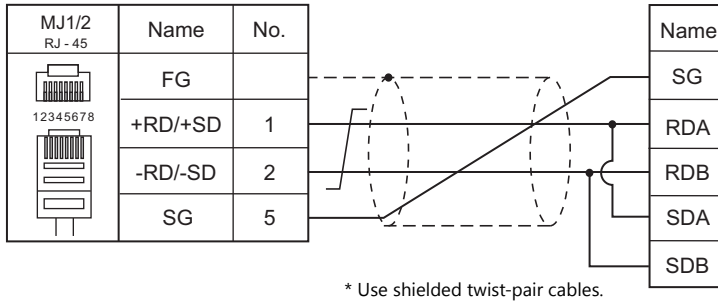 MJ1/2
RJ - 45
Name
No.
Name
FG
SG
12345678
+RD/+SD
1
RDA
-RD/-SD
2
RDB
SG
5
SDA
SDB
* Use shielded twist-pair cables.